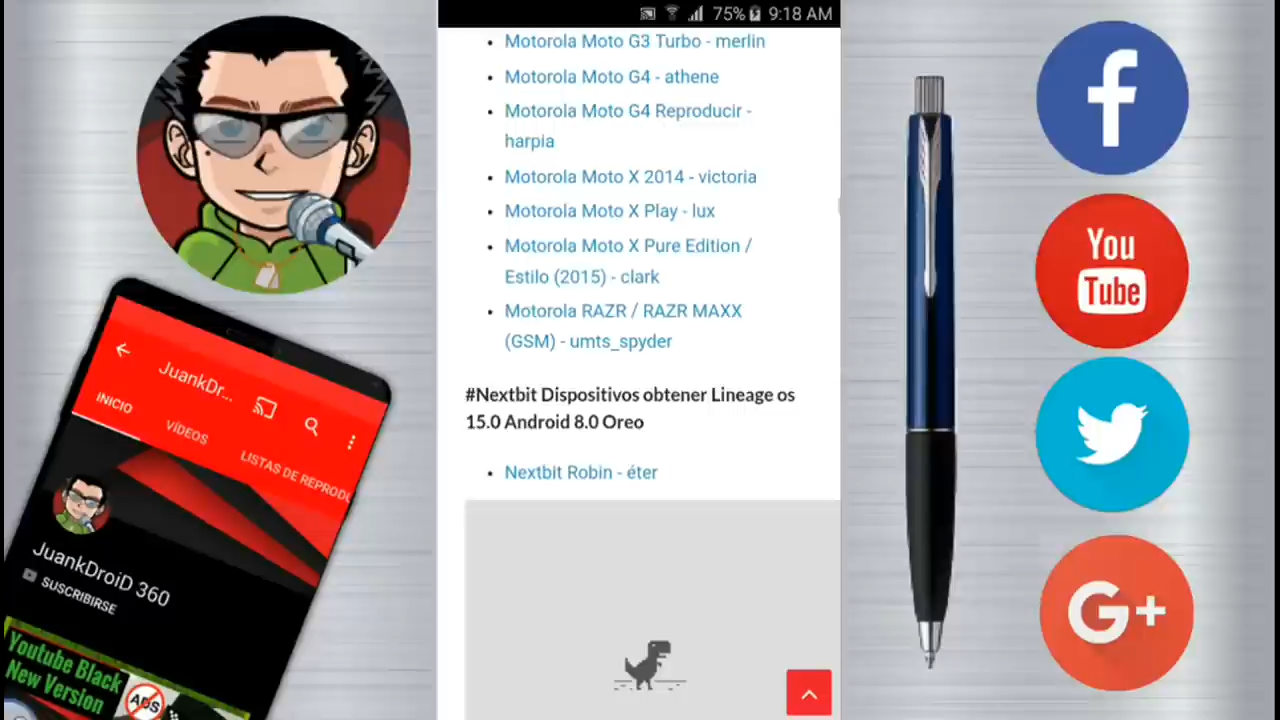 75% 9:18 AM
Motorola Moto G3 Turbo - merlin
Motorola Moto G4 - athene
Motorola Moto G4 Reproducir -
harpia
Motorola Moto X 2014 - victoria
Motorola Moto X Play - lux
Motorola Moto X Pure Edition /
Estilo (2015) - clark
Motorola RAZR / RAZR MAXX
(GSM) - umts_spyder
#Nextbit Dispositivos obtener Lineage os
15.0 Android 8.0 Oreo
Nextbit Robin - éter
JuankDr...
INICIO
VÍDEOS
LISTAS DE REPRODU
JuankDroiD 360
SUSCRIBIRSE
Youtube Black
New Version
ADS
f
You
Tube
G+